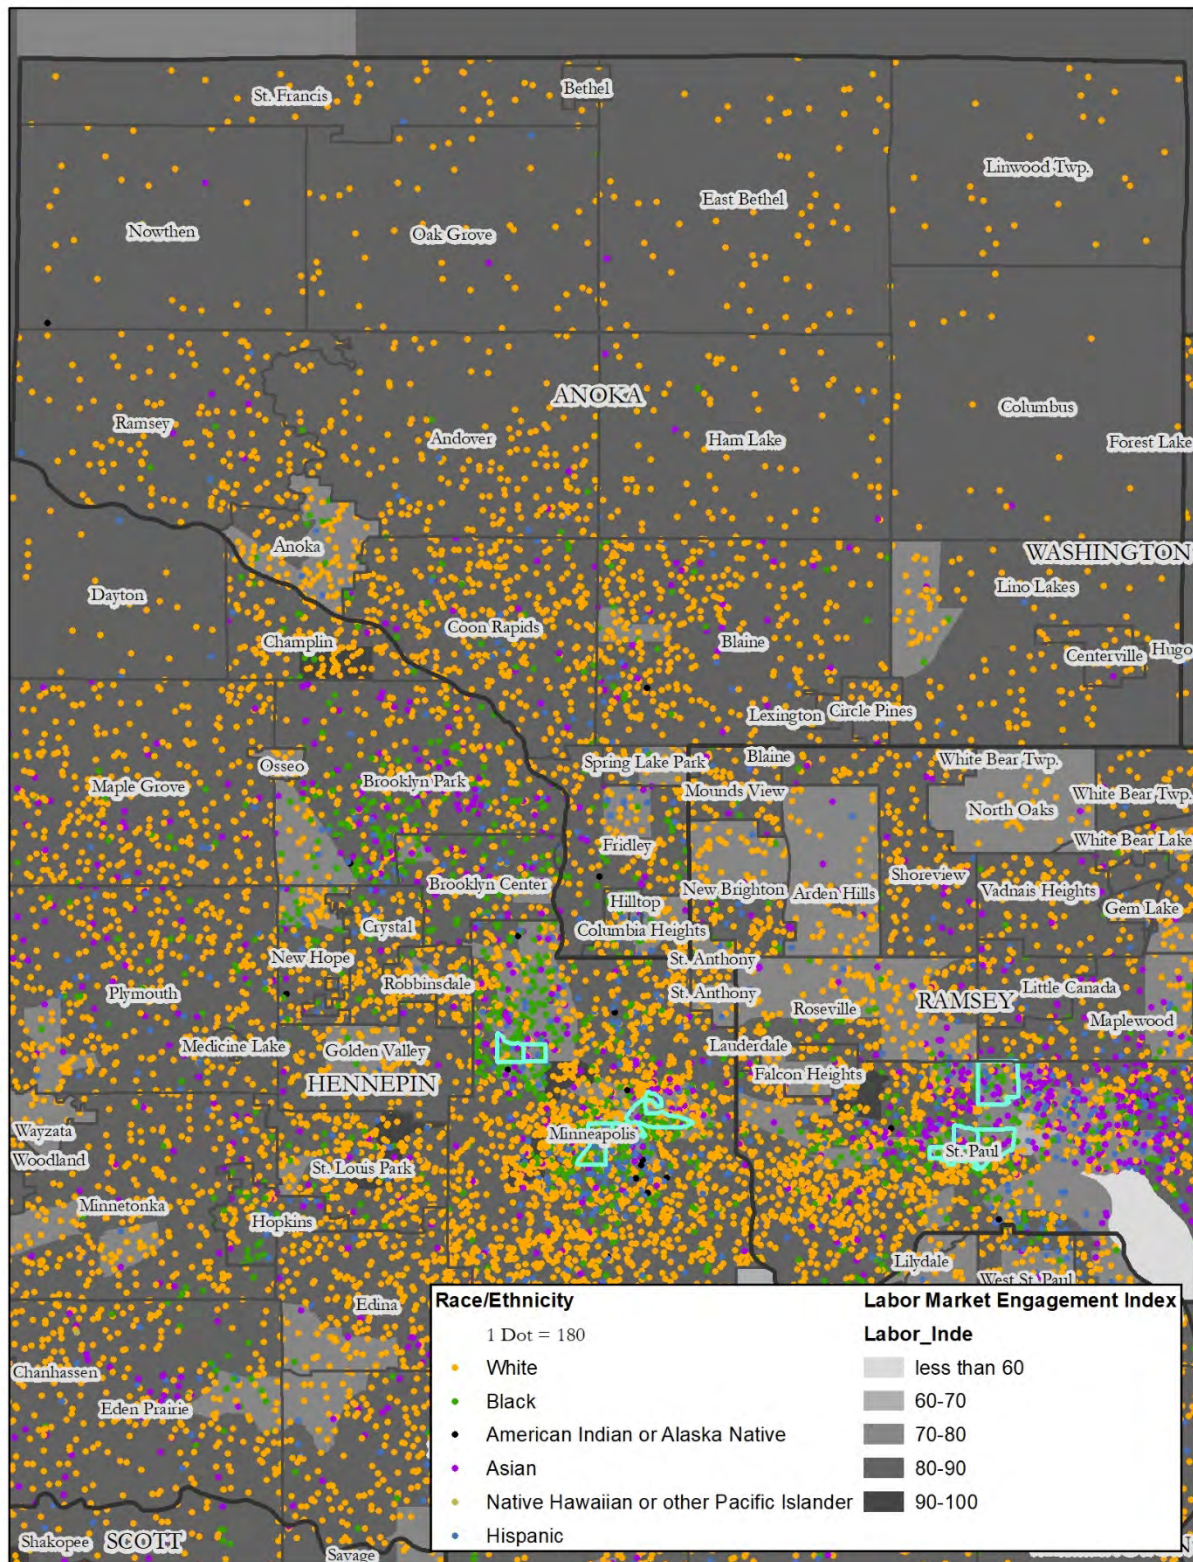 St. Francis
Bethel
Linwood Twp.
East Bethel
Nowthen
Oak Grove
ANOKA
Columbus
Ramsey
Andover
Ham Lake
Forest Lake
Anoka
WASHINGTON
Dayton
Lino Lakes
Coon Rapids
Champlin
Blaine
Centerville
Hugo
Lexington
Circle Pines
Osseo
Spring Lake Park
Blaine
White Bear Twp.
Maple Grove
Brooklyn Park
Mounds View
North Oaks
White Bear Twp.
Fridley
White Bear Lake
Brooklyn Center
New Brighton
Arden Hills
Shoreview
Vadnais Heights
Hilltop
Gem Lake
Crystal
Columbia Heights
New Hope
St. Anthony
Robbinsdale
Plymouth
St. Anthony
Roseville
RAMSEY
Little Canada
Maplewood
Medicine Lake
Golden Valley
Lauderdale
HENNEPIN
Falcon Heights
Wayzata
Minneapolis
Woodland
St. Louis Park
St. Paul
Minnetonka
Hopkins
Lilydale
West St. Paul
Edina
Chanhassen
Eden Prairie
Shakopee
SCOTT
Savage
N
Race/Ethnicity
1 Dot = 180
White
Black
American Indian or Alaska Native
Asian
Native Hawaiian or other Pacific Islander
Hispanic
Labor Market Engagement Index
Labor_Inde
less than 60
60-70
70-80
80-90
90-100